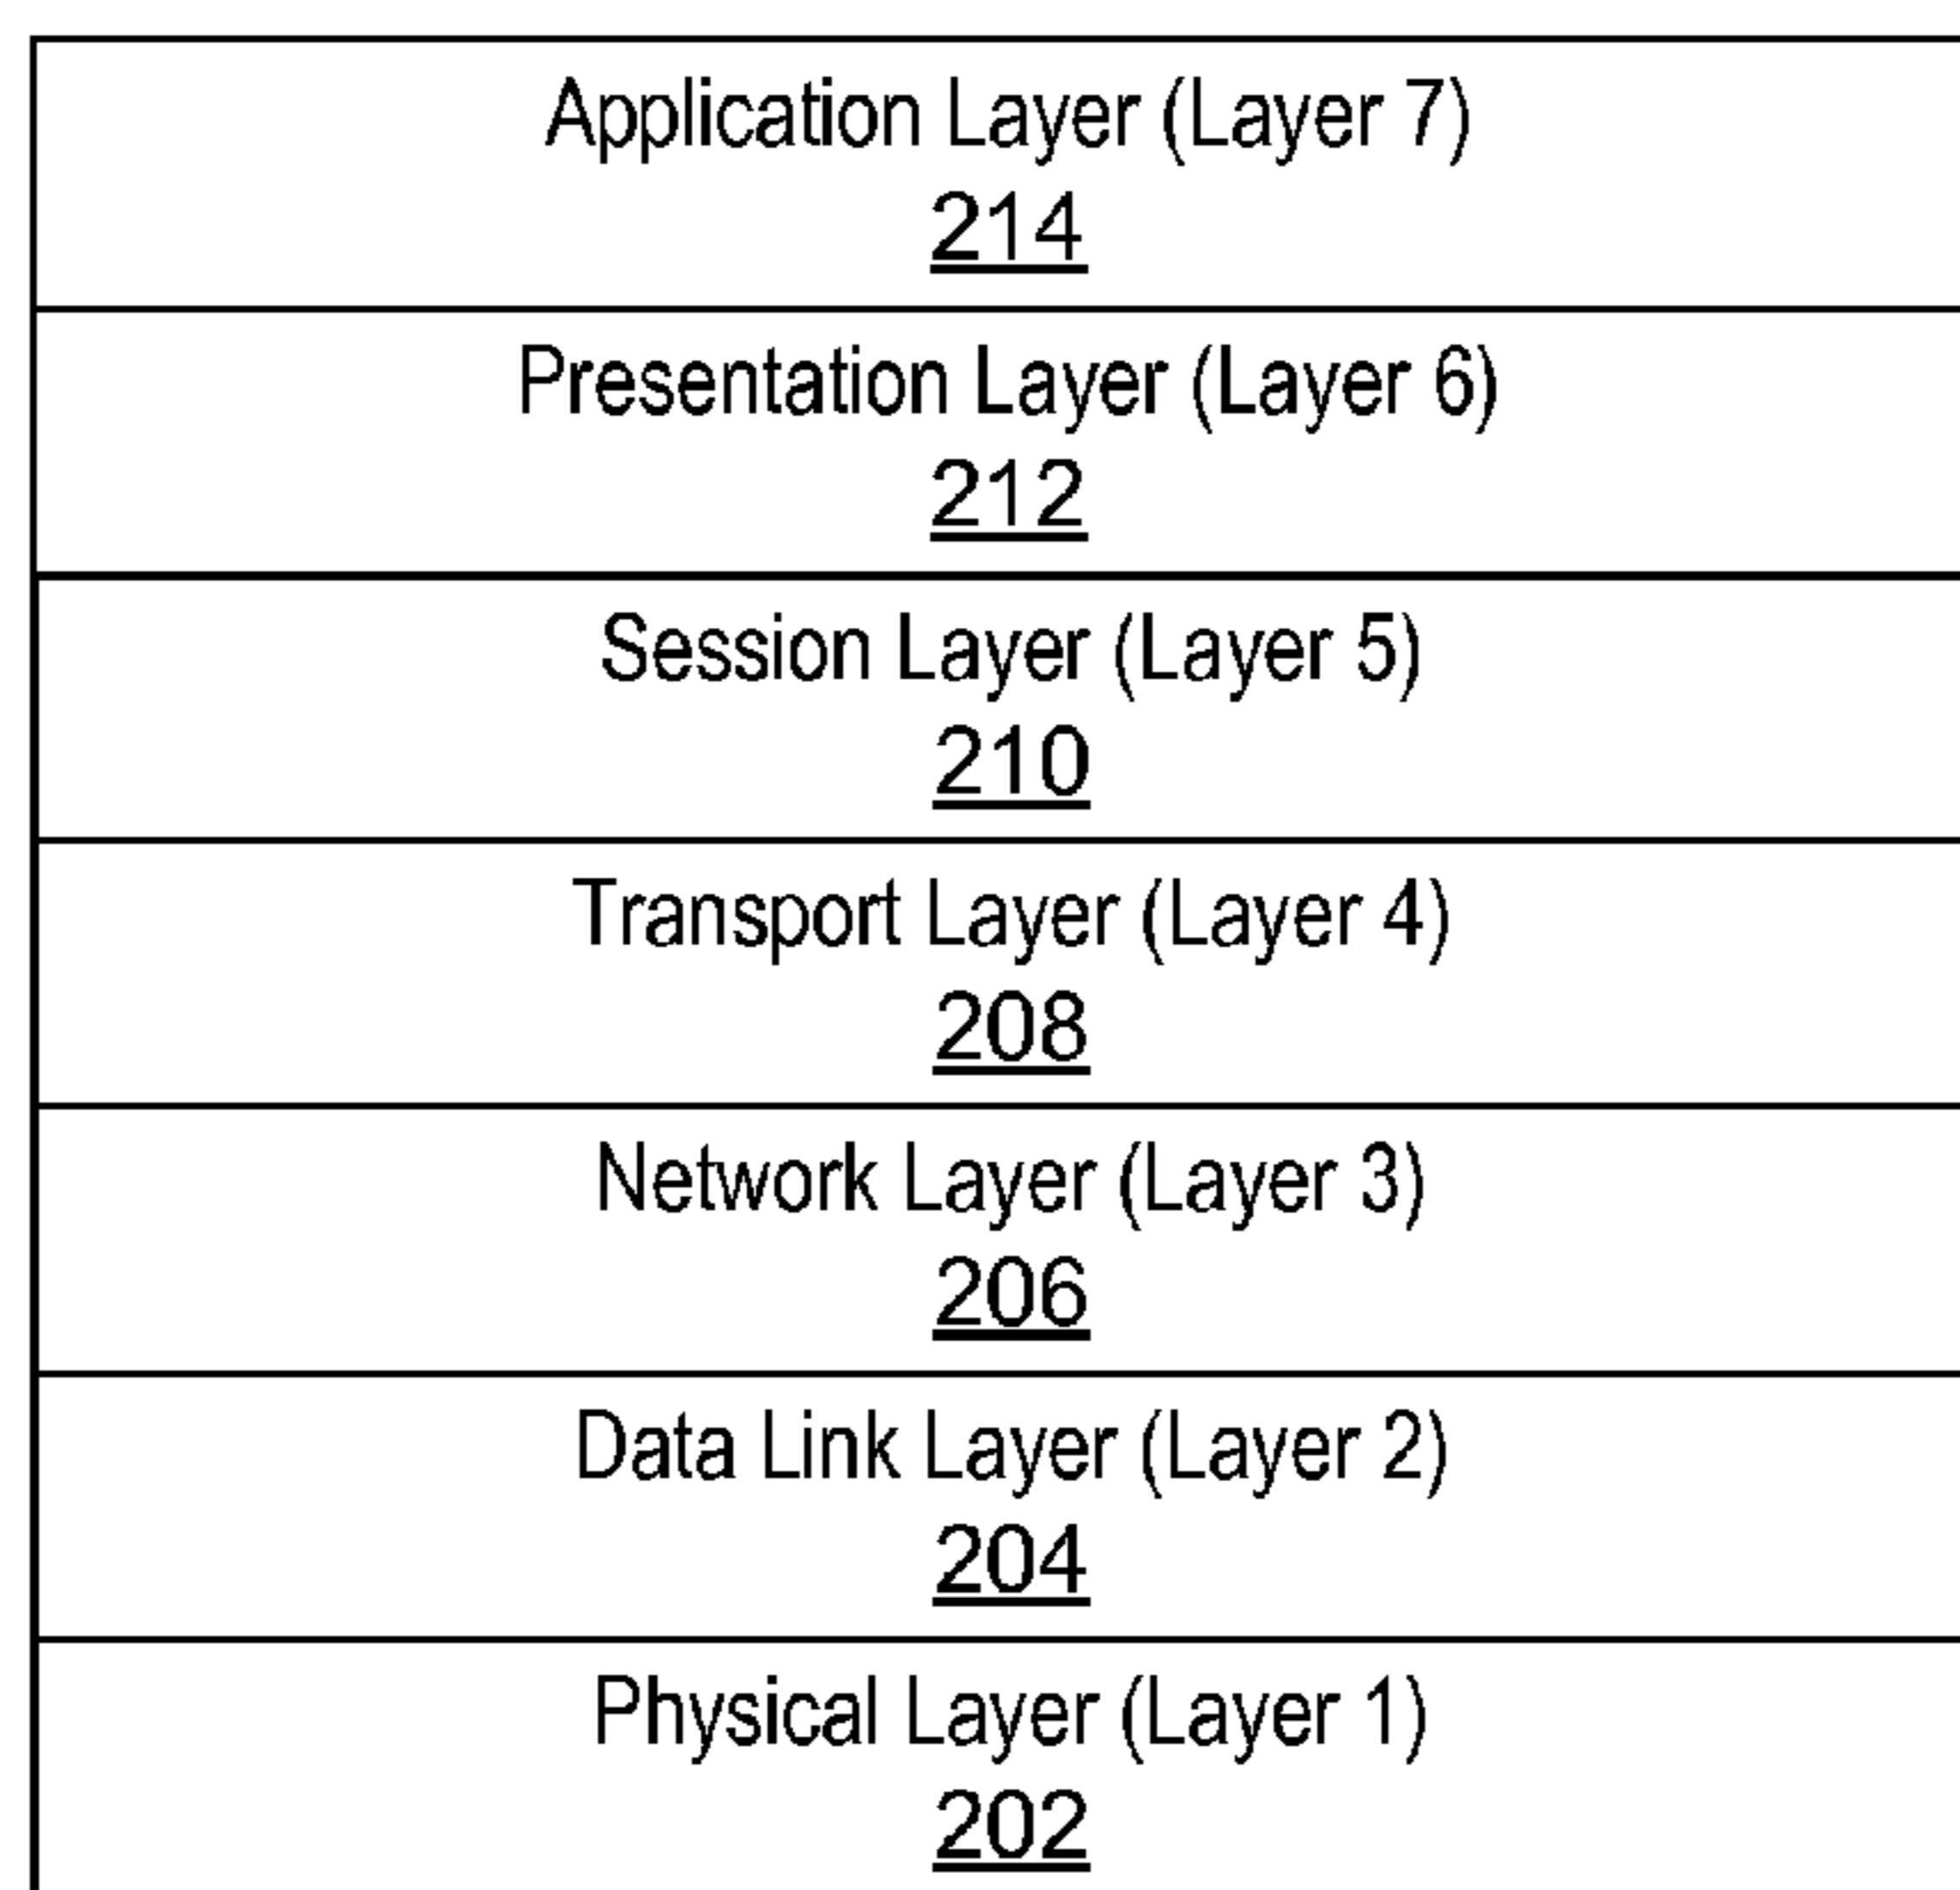 Application Layer (Layer 7)
214
Presentation Layer (Layer 6)
212
Session Layer (Layer 5)
210
Transport Layer (Layer 4)
208
Network Layer (Layer 3)
206
Data Link Layer (Layer 2)
204
Physical Layer (Layer 1)
202